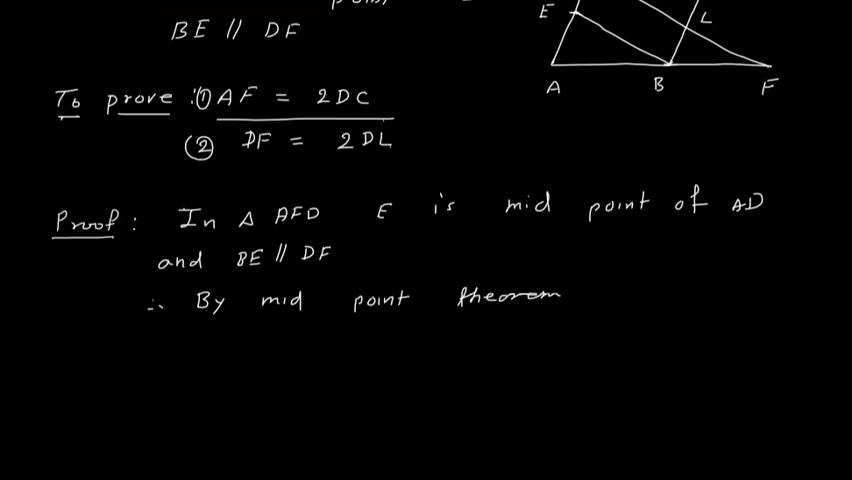 BE // DF
E
L
A B F
To prove : ① AF = 2DC
② DF = 2DL
Proof : In Δ AFD E is mid point of AD
and BE // DF
∴ By mid point theorem